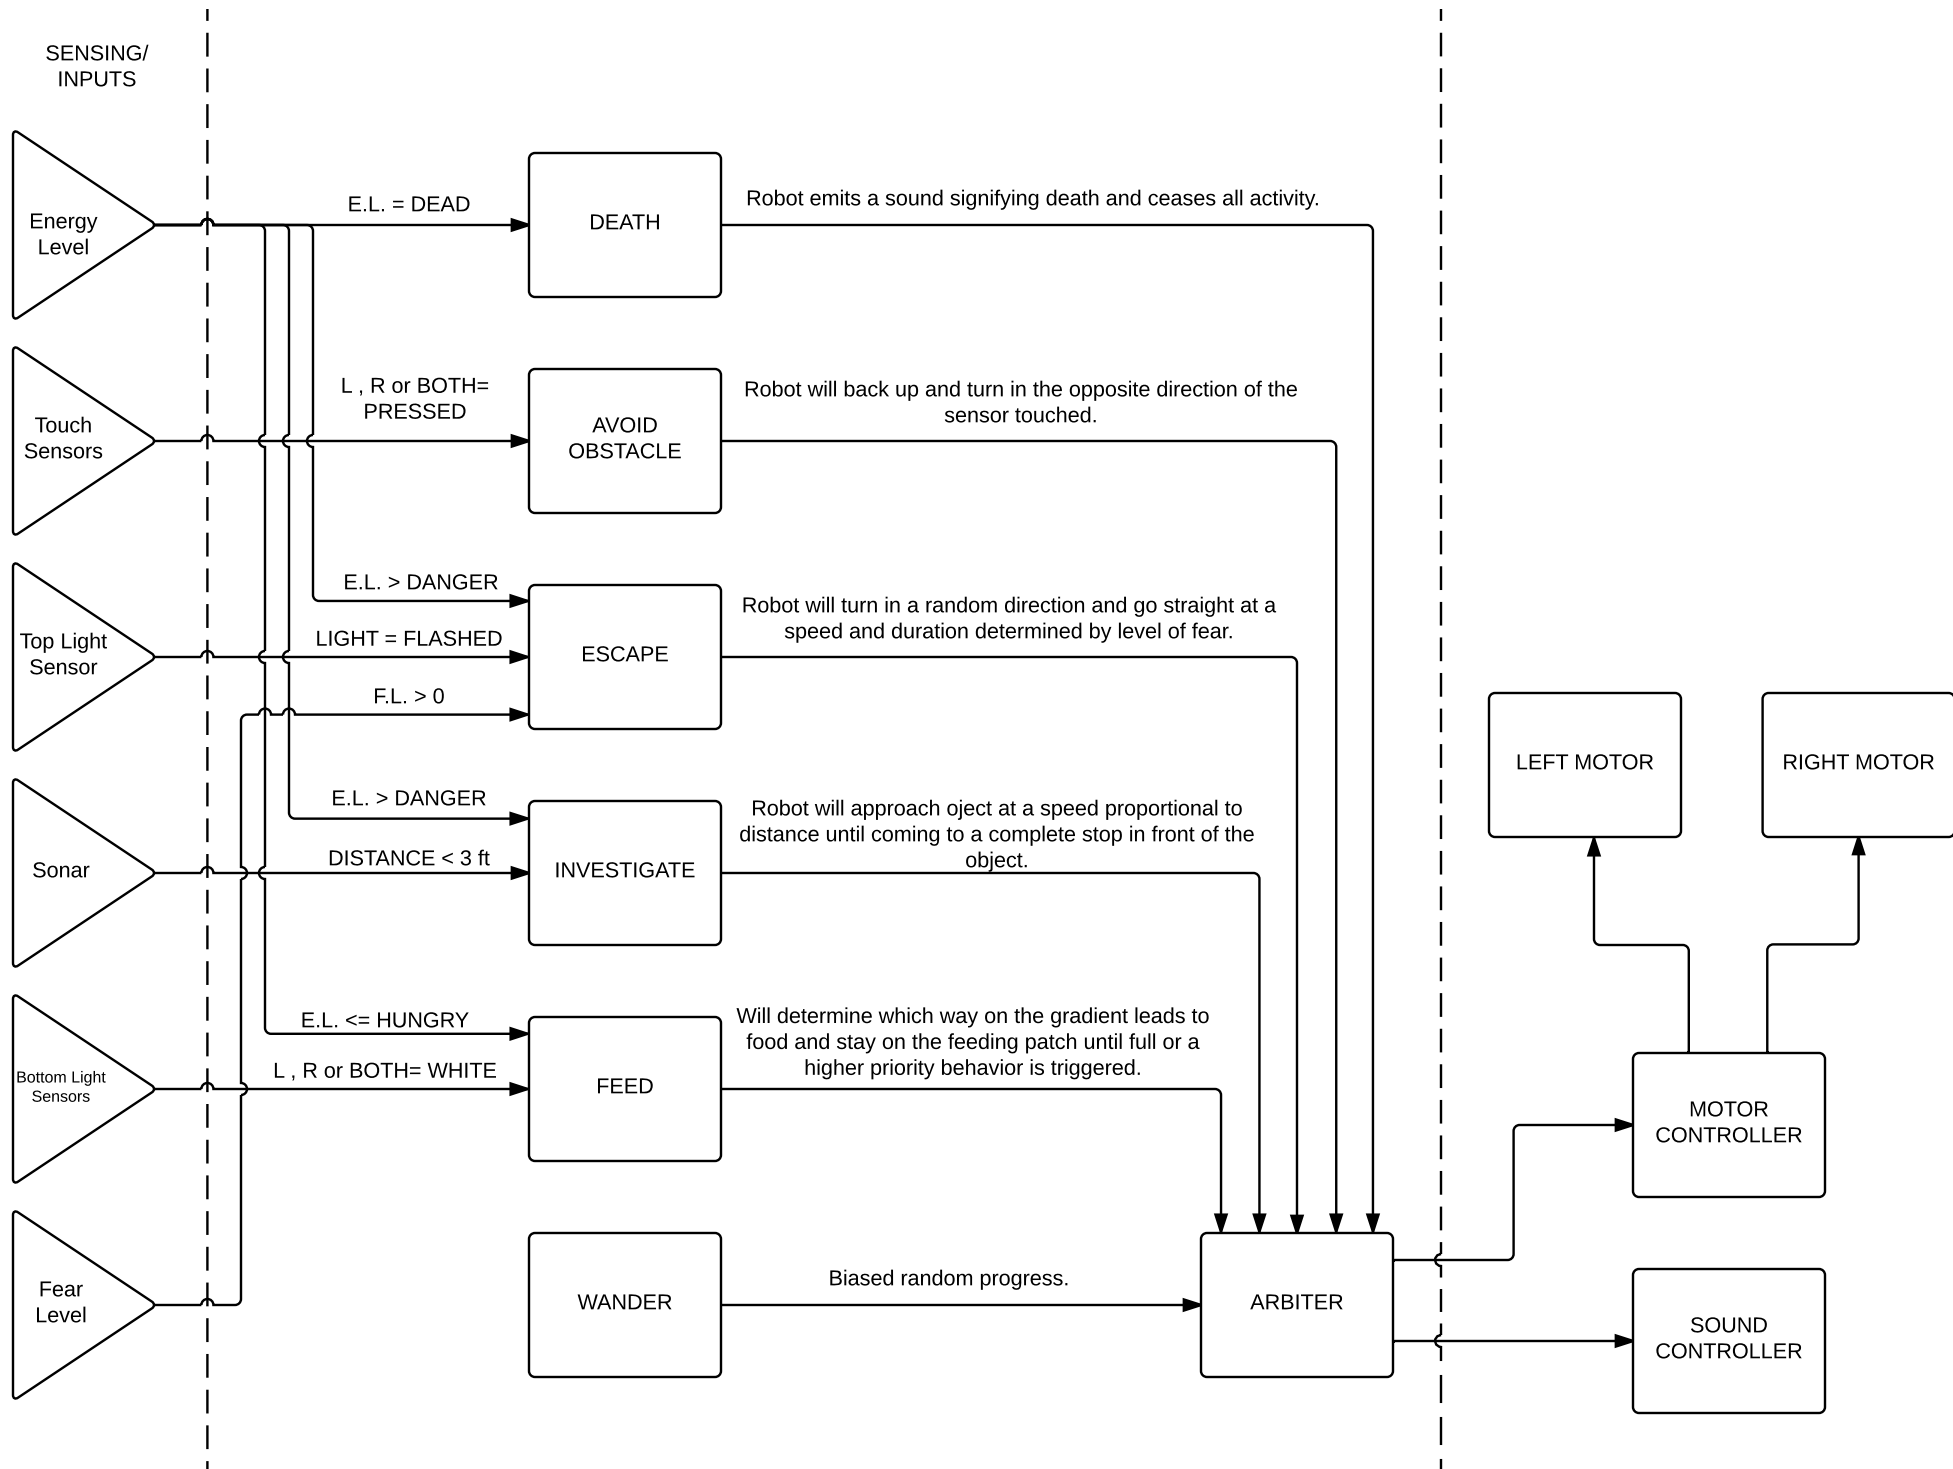 SENSING/
INPUTS
Energy
Level
E.L. = DEAD
DEATH
Robot emits a sound signifying death and ceases all activity.
Touch
Sensors
L , R or BOTH=
PRESSED
AVOID
OBSTACLE
Robot will back up and turn in the opposite direction of the
sensor touched.
Top Light
Sensor
E.L. > DANGER
LIGHT = FLASHED
F.L. > 0
ESCAPE
Robot will turn in a random direction and go straight at a
speed and duration determined by level of fear.
Sonar
E.L. > DANGER
DISTANCE < 3 ft
INVESTIGATE
Robot will approach oject at a speed proportional to
distance until coming to a complete stop in front of the
object.
Bottom Light
Sensors
E.L. <= HUNGRY
L , R or BOTH= WHITE
FEED
Will determine which way on the gradient leads to
food and stay on the feeding patch until full or a
higher priority behavior is triggered.
Fear
Level
WANDER
Biased random progress.
ARBITER
LEFT MOTOR
RIGHT MOTOR
MOTOR
CONTROLLER
SOUND
CONTROLLER